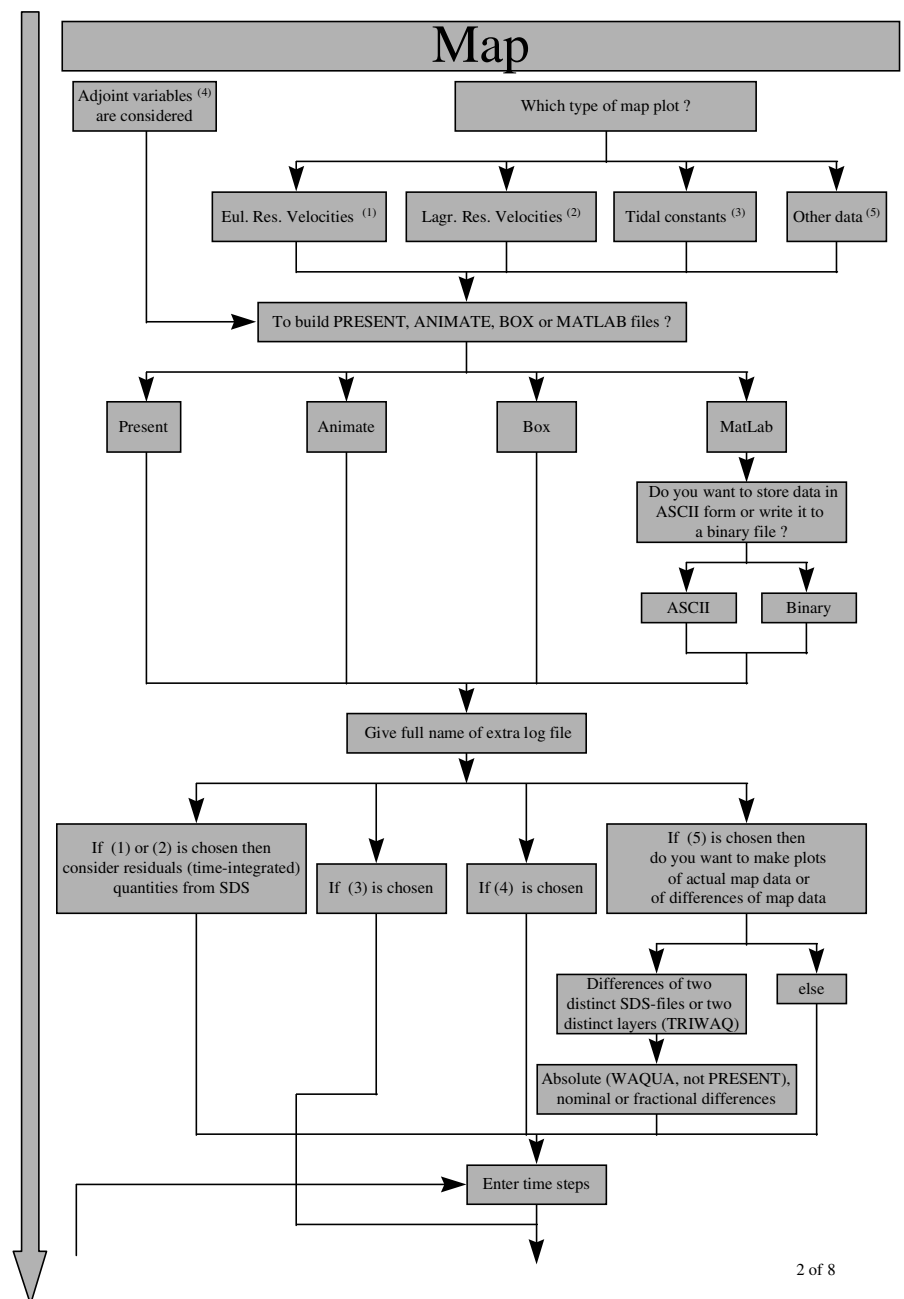 Map
Adjoint variables (4)
are considered
Which type of map plot ?
Eul. Res. Velocities (1)
Lagr. Res. Velocities (2)
Tidal constants (3)
Other data (5)
To build PRESENT, ANIMATE, BOX or MATLAB files ?
Present
Animate
Box
MatLab
Do you want to store data in
ASCII form or write it to
a binary file ?
ASCII
Binary
Give full name of extra log file
If (1) or (2) is chosen then
consider residuals (time-integrated)
quantities from SDS
If (3) is chosen
If (4) is chosen
If (5) is chosen then
do you want to make plots
of actual map data or
of differences of map data
Differences of two
distinct SDS-files or two
distinct layers (TRIWAQ)
else
Absolute (WAQUA, not PRESENT),
nominal or fractional differences
Enter time steps
2 of 8